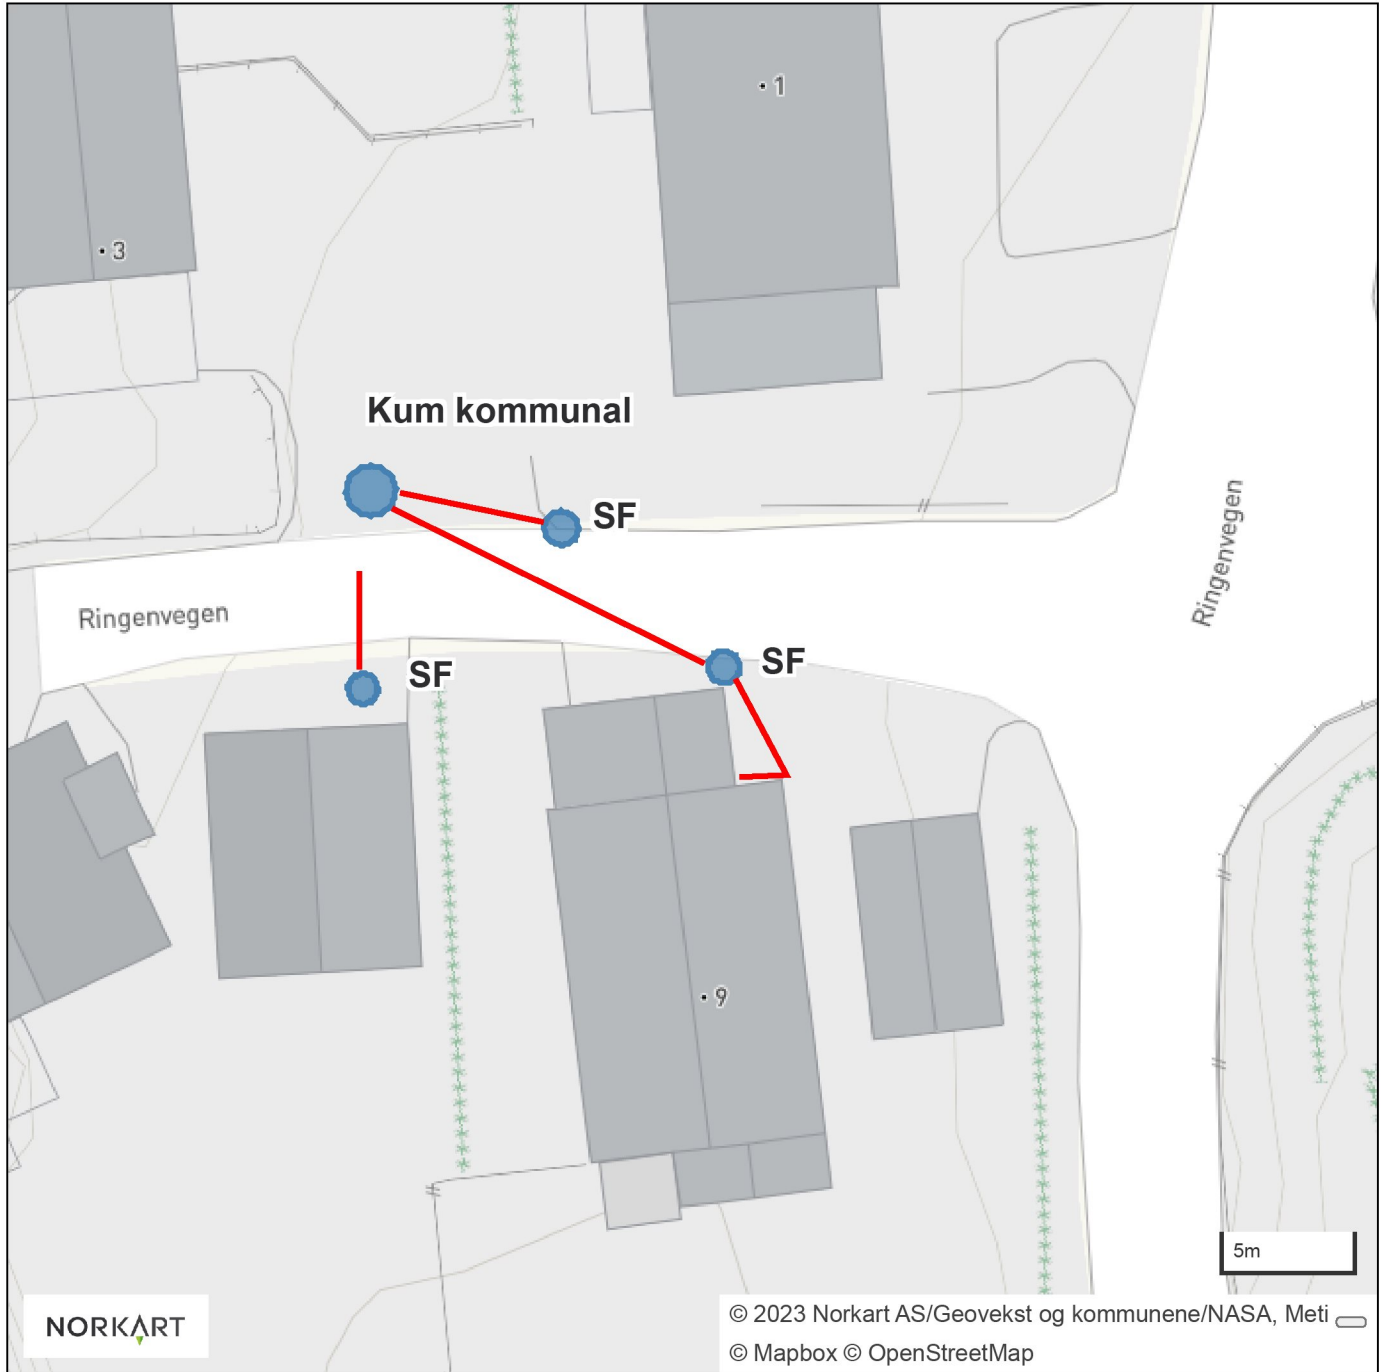 1
3
Kum kommunal
SF
Ringenvegen
Ringenvegen
SF
SF
9
5m
NORKART
© 2023 Norkart AS/Geovekst og kommunene/NASA, Meti
© Mapbox © OpenStreetMap